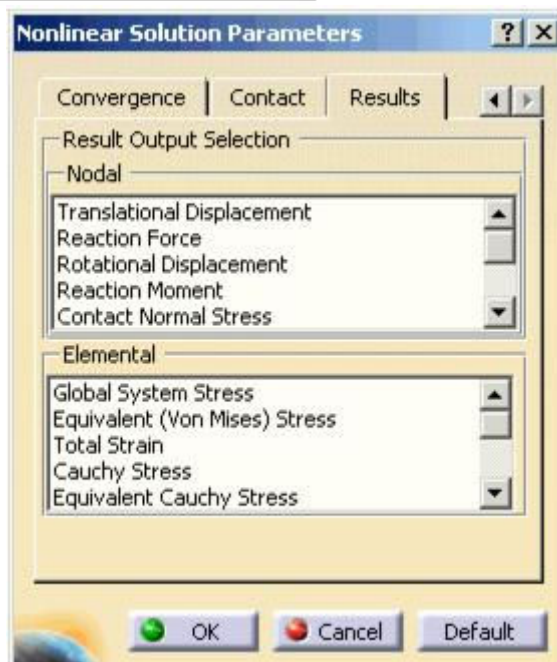 Nonlinear Solution Parameters
Convergence Contact Results
Result Output Selection
Nodal
Translational Displacement
Reaction Force
Rotational Displacement
Reaction Moment
Contact Normal Stress
Elemental
Global System Stress
Equivalent (Von Mises) Stress
Total Strain
Cauchy Stress
Equivalent Cauchy Stress
OK Cancel Default